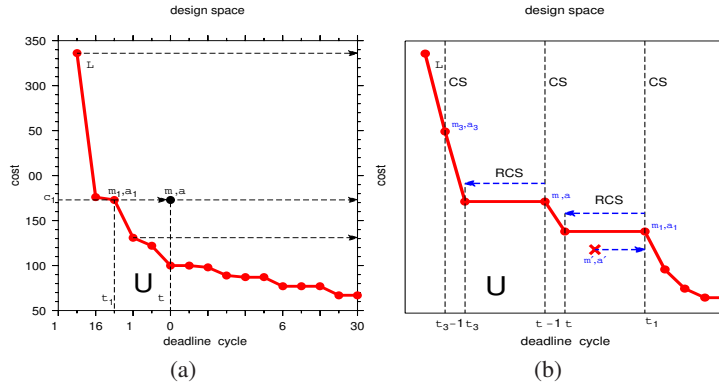 design space
350
300
50
00
150
100
50
cost
c₁
L
m₁,a₁
m,a
U
t₁
t
1
16
1
0
6
30
deadline cycle
(a)
design space
cost
L
CS
CS
CS
m₃,a₃
RCS
m,a
RCS
m₁,a₁
m′,a′
U
t₃-1 t₃
t-1 t
t₁
deadline cycle
(b)